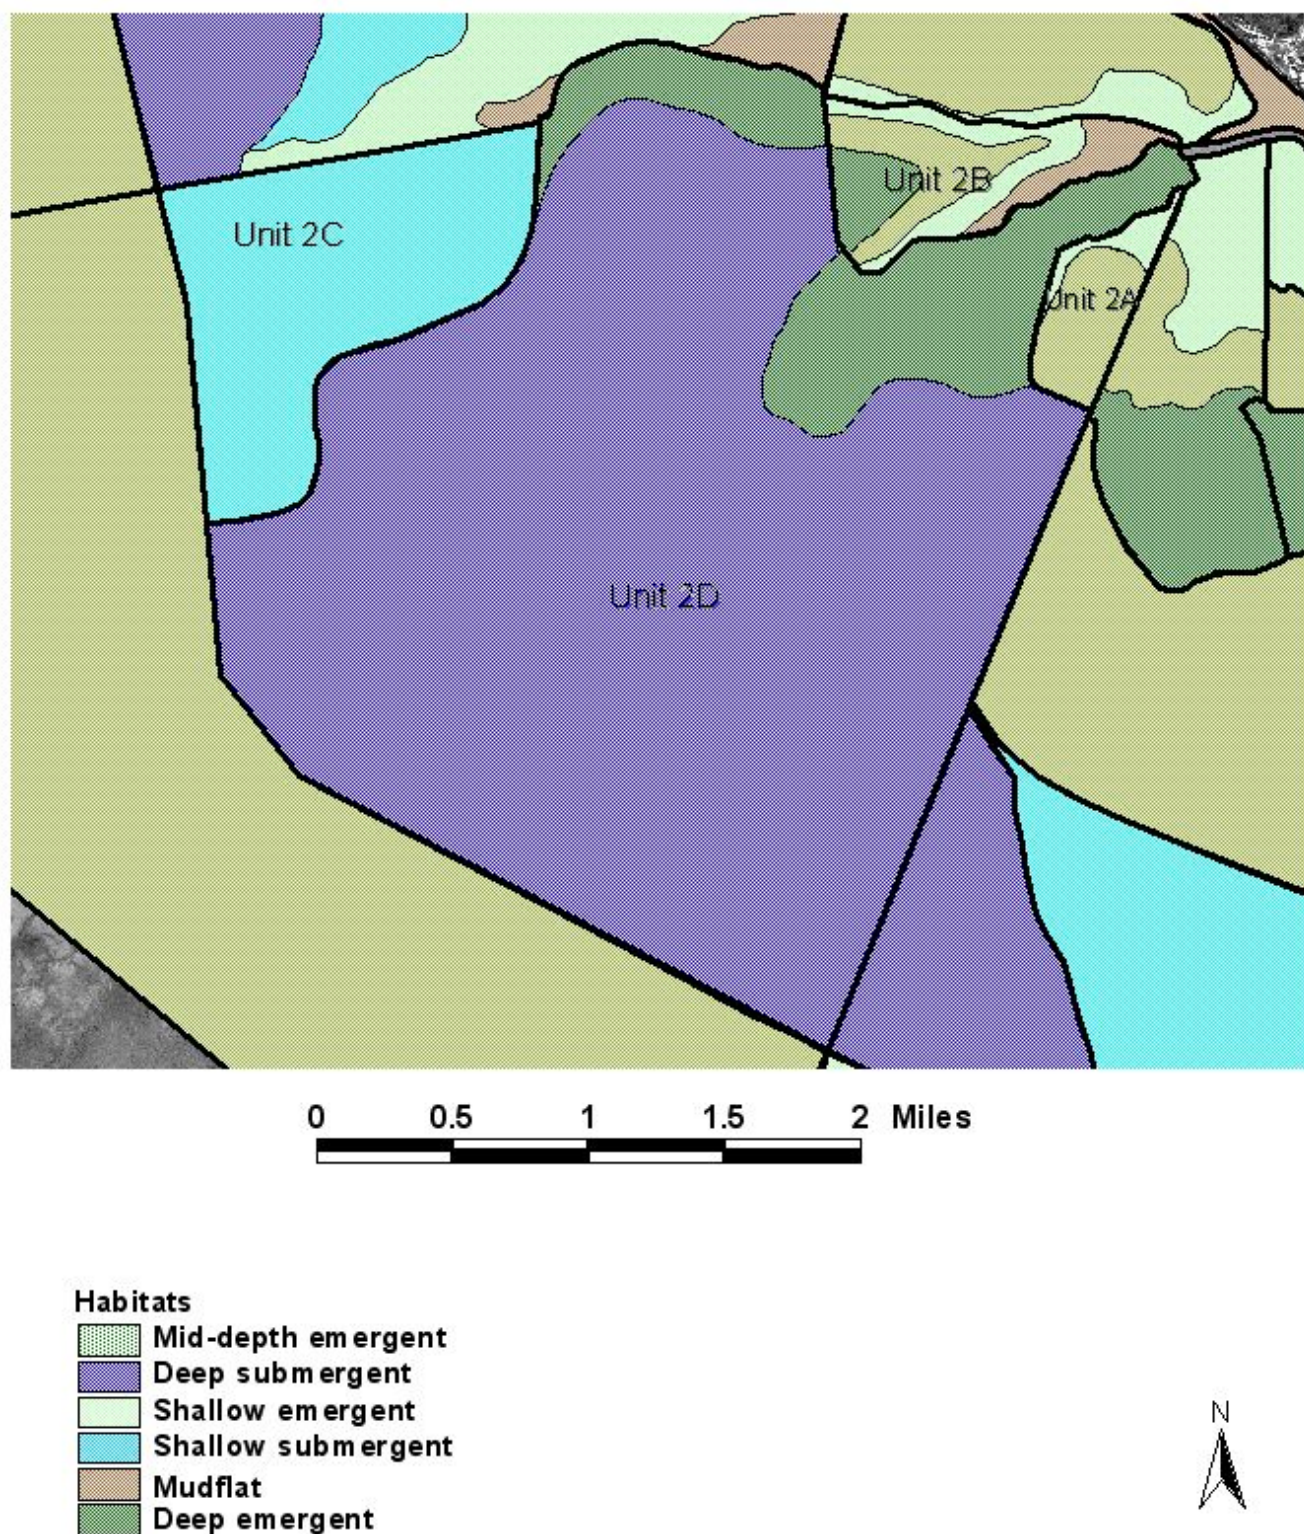 Unit 2B
Unit 2C
Unit 2A
Unit 2D
0 0.5 1 1.5 2 Miles
Habitats
Mid-depth emergent
Deep submergent
Shallow emergent
Shallow submergent
Mudflat
Deep emergent
N